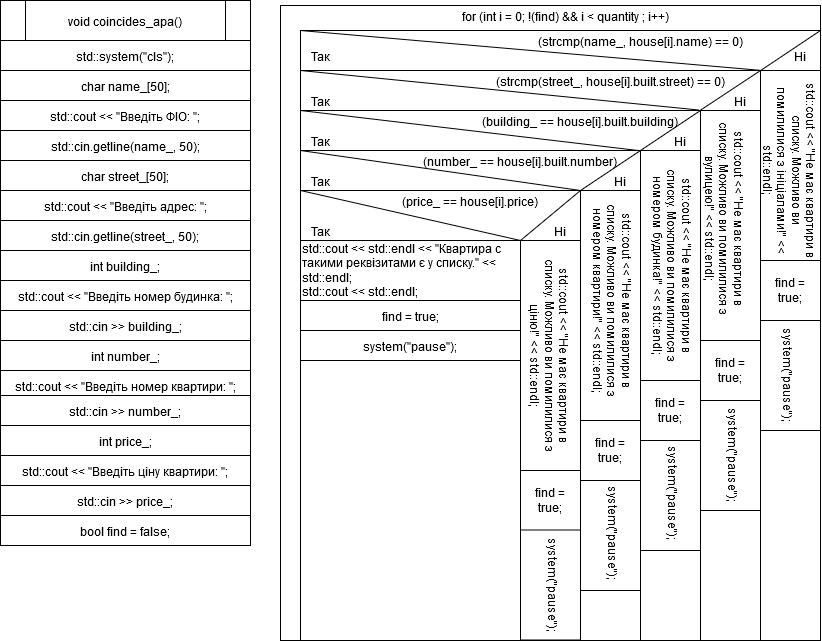 void coincides_apa()
std::system("cls");
char name_[50];
std::cout << "Введіть ФІО: ";
std::cin.getline(name_, 50);
char street_[50];
std::cout << "Введіть адрес: ";
std::cin.getline(street_, 50);
int building_;
std::cout << "Введіть номер будинка: ";
std::cin >> building_;
int number_;
std::cout << "Введіть номер квартири: ";
std::cin >> number_;
int price_;
std::cout << "Введіть ціну квартири: ";
std::cin >> price_;
bool find = false;
for (int i = 0; !(find) && i < quantity ; i++)
(strcmp(name_, house[i].name) == 0)
Так
Ні
(strcmp(street_, house[i].built.street) == 0)
Так
Ні
(building_ == house[i].built.building)
Так
Ні
(number_ == house[i].built.number)
Так
Ні
(price_ == house[i].price)
Так
Ні
std::cout << std::endl << "Квартира с
такими реквізитами є у списку." <<
std::endl;
std::cout << std::endl;
find = true;
system("pause");
std::cout << "Не має квартири в
списку. Можливо ви помилилися з
ціною!" << std::endl;
find =
true;
system("pause");
std::cout << "Не має квартири в
списку. Можливо ви помилилися з
номером квартири!" << std::endl;
find =
true;
system("pause");
std::cout << "Не має квартири в
списку. Можливо ви помилилися з
номером будинка!" << std::endl;
find =
true;
system("pause");
std::cout << "Не має квартири в
списку. Можливо ви помилилися з
вулицею!" << std::endl;
find =
true;
system("pause");
std::cout << "Не має квартири в
списку. Можливо ви
помилилися з ініціалами!" <<
std::endl;
find =
true;
system("pause");